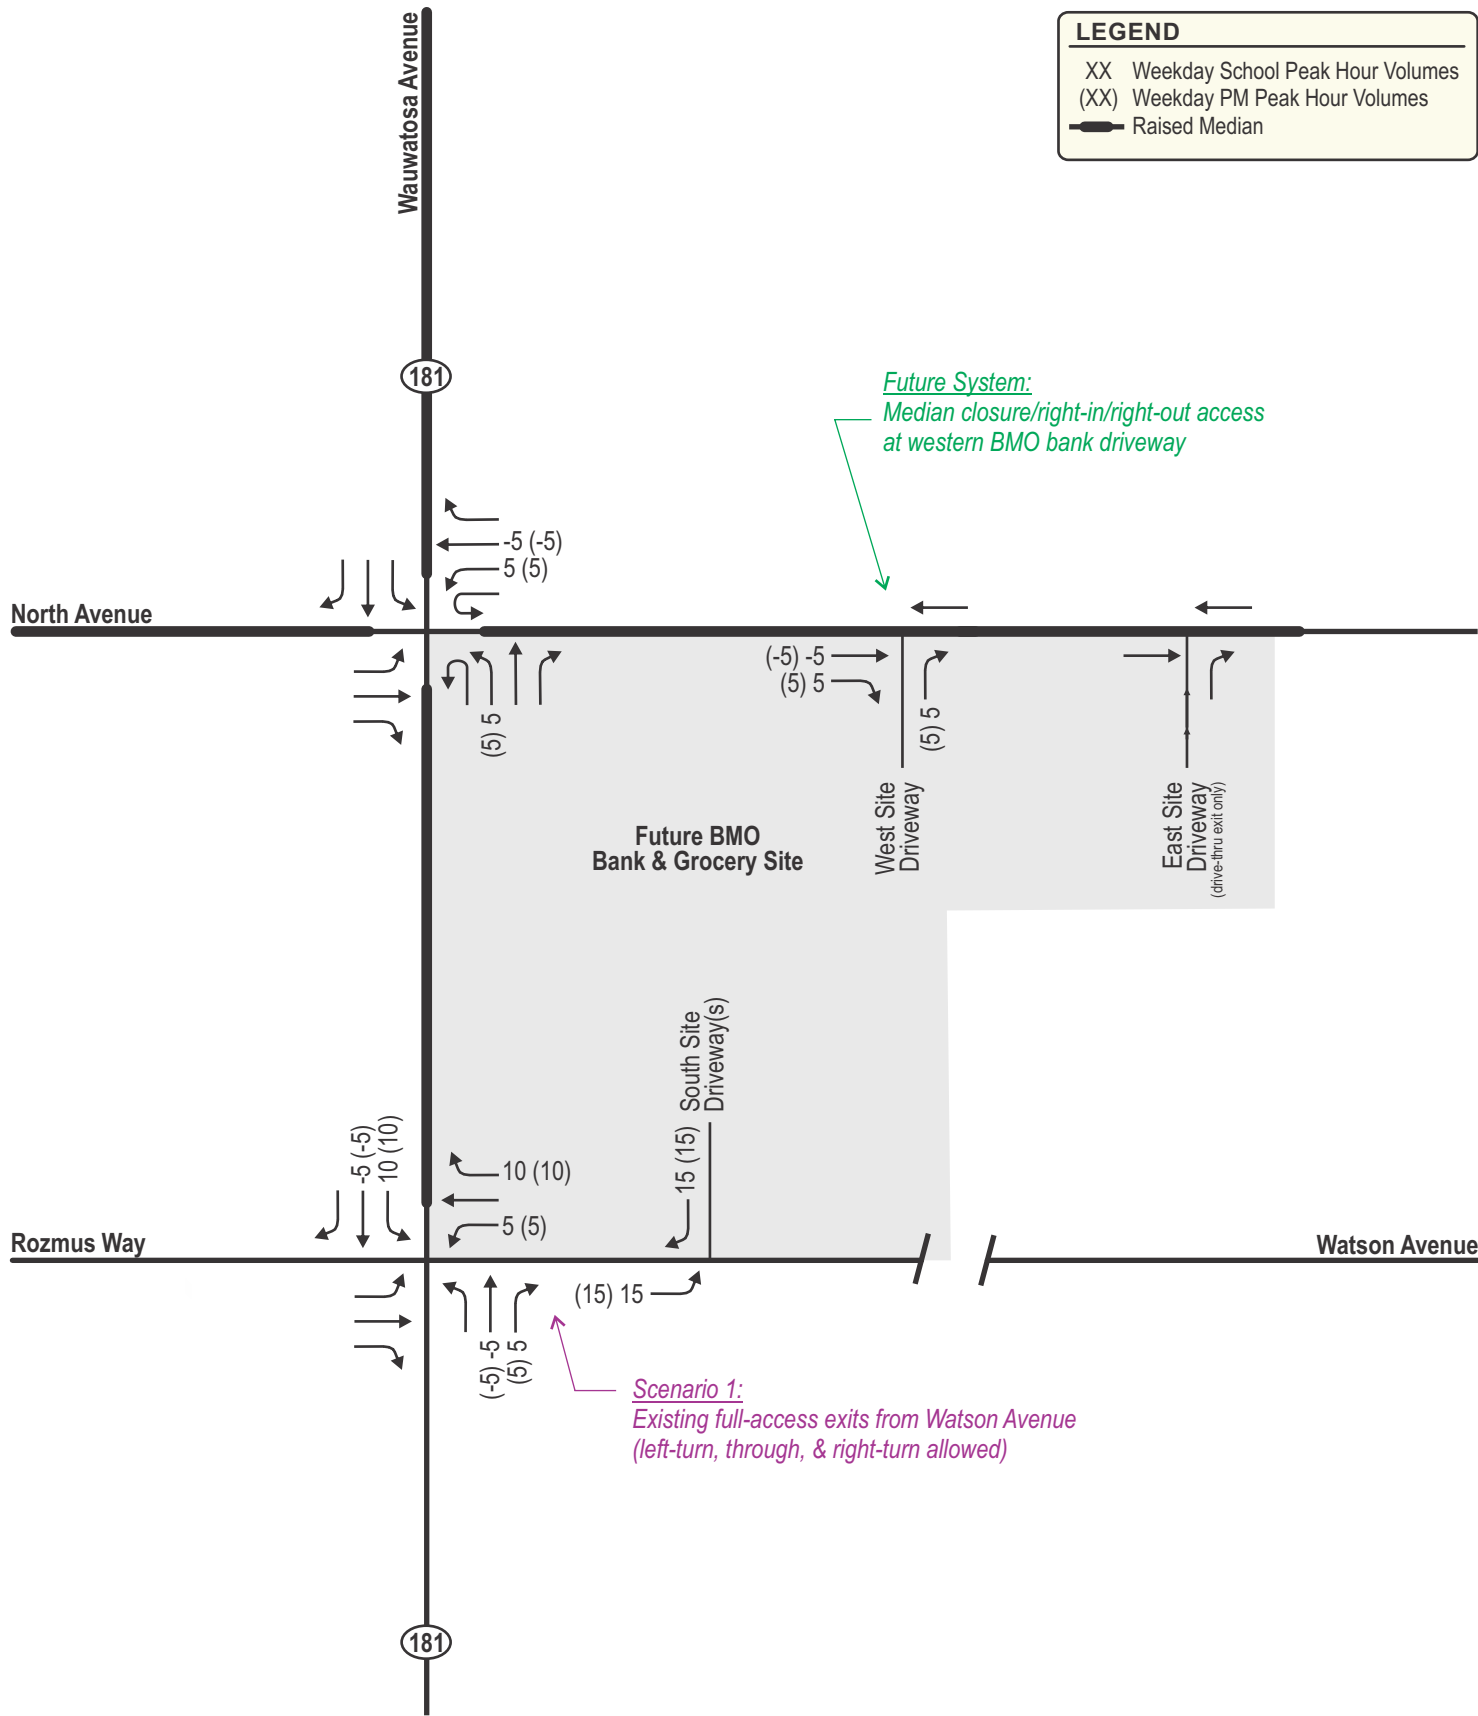 LEGEND
XX Weekday School Peak Hour Volumes
(XX) Weekday PM Peak Hour Volumes
Raised Median
Wauwatosa Avenue
181
Future System:
Median closure/right-in/right-out access
at western BMO bank driveway
-5 (-5)
5 (5)
North Avenue
(-5) -5
(5) 5
(5) 5
(5) 5
West Site
Driveway
East Site
Driveway
(drive-thru exit only)
Future BMO
Bank & Grocery Site
South Site
Driveway(s)
-5 (-5)
10 (10)
10 (10)
5 (5)
15 (15)
Rozmus Way
Watson Avenue
(15) 15
(-5) -5
(5) 5
Scenario 1:
Existing full-access exits from Watson Avenue
(left-turn, through, & right-turn allowed)
181